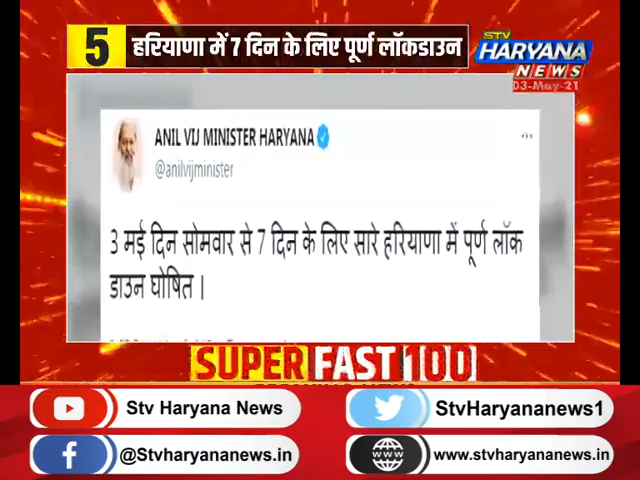 5 हरियाणा में 7 दिन के लिए पूर्ण लॉकडाउन
STV
HARYANA
NEWS
03-May-21
ANIL VIJ MINISTER HARYANA
@anilvijminister
3 मई दिन सोमवार से 7 दिन के लिए सारे हरियाणा में पूर्ण लॉक
डाउन घोषित ।
SUPER FAST 100
Stv Haryana News
StvHaryananews1
@Stvharyananews.in
www.stvharyananews.in